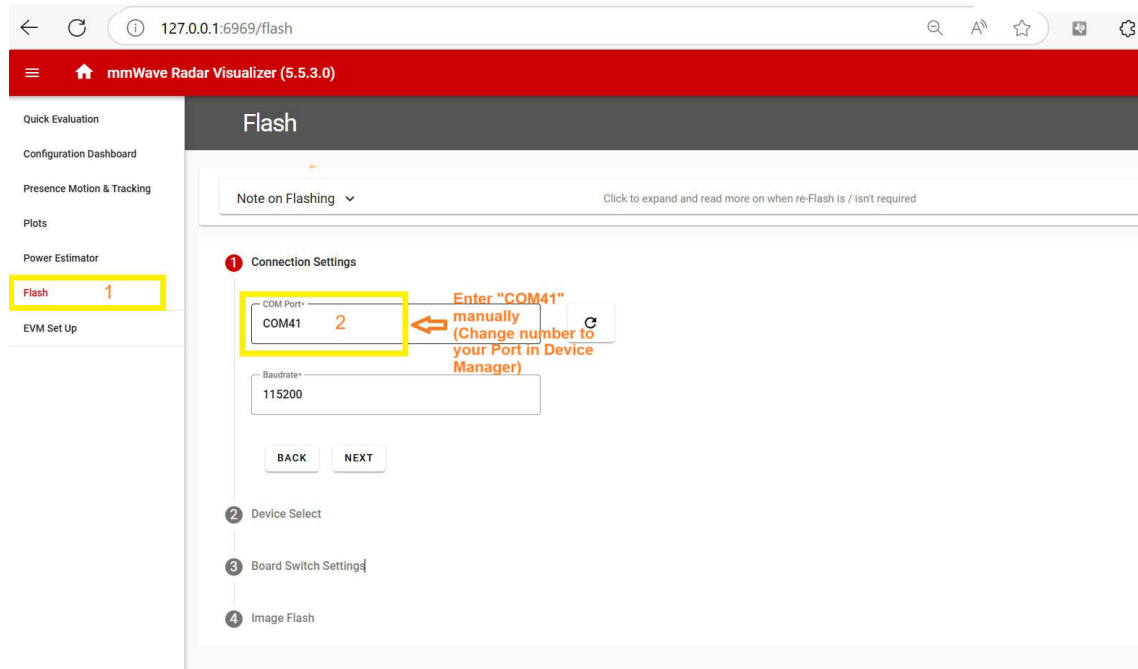 127.0.0.1:6969/flash
mmWave Radar Visualizer (5.5.3.0)
Quick Evaluation
Configuration Dashboard
Presence Motion & Tracking
Plots
Power Estimator
Flash 1
EVM Set Up
Flash
Note on Flashing Click to expand and read more on when re-Flash is / isn't required
1 Connection Settings
COM Port*
COM41 2
Enter "COM41"
manually
(Change number to
your Port in Device
Manager)
Baudrate*
115200
BACK NEXT
2 Device Select
3 Board Switch Settings
4 Image Flash